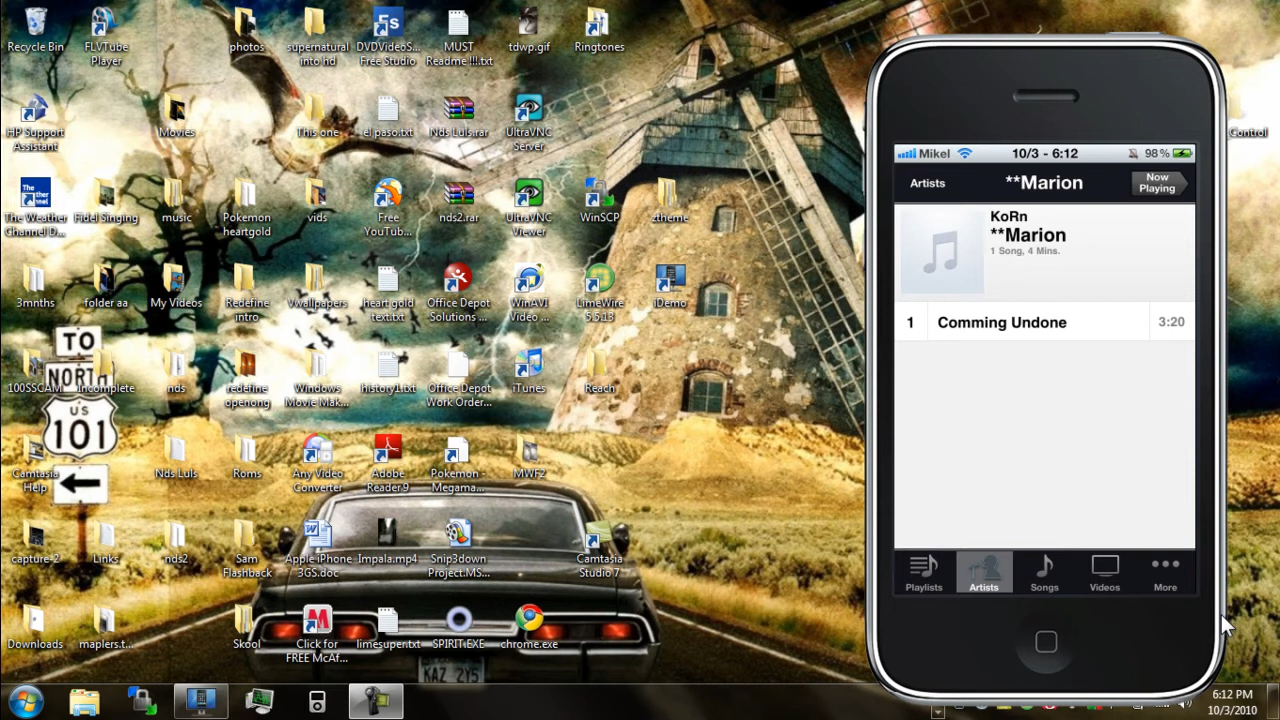 Recycle Bin
FLVTube
Player
photos
supernatural
into hd
DVDVideoS...
Free Studio
MUST
Readme !!!.txt
tdwp.gif
Ringtones
HP Support
Assistant
Movies
This one
el paso.txt
Nds Luls.rar
UltraVNC
Server
Control
The Weather
Channel D...
Fidel Singing
music
Pokemon
heartgold
vids
Free
YouTub...
nds2.rar
UltraVNC
Viewer
WinSCP
ztheme
3mnths
folder aa
My Videos
Redefine
intro
Vwallpapers
heartgold
text.txt
Office Depot
Solutions ...
WinAVI
Video ...
LimeWire
5.5.13
iDemo
100SSCAM
Incomplete
nds
redefine
openong
Windows
Movie Mak...
history1.txt
Office Depot
Work Order...
iTunes
Reach
Camtasia
Help
Nds Luls
Roms
Any Video
Converter
Adobe
Reader 9
Pokemon -
Megama...
MWF2
capture-2
Links
nds2
Sam
Flashback
Apple iPhone
3GS.doc
Impala.mp4
Snip3down
Project.MS...
Camtasia
Studio 7
Downloads
maplers.t...
Skool
Click for
FREE McAf...
limesuper.txt
SPIRIT.EXE
chrome.exe
TO
NORTH
US
101
KAZ 2Y5
Mikel
10/3 - 6:12
98%
Artists
**Marion
Now
Playing
KoRn
**Marion
1 Song, 4 Mins.
1
Comming Undone
3:20
Playlists
Artists
Songs
Videos
More
6:12 PM
10/3/2010